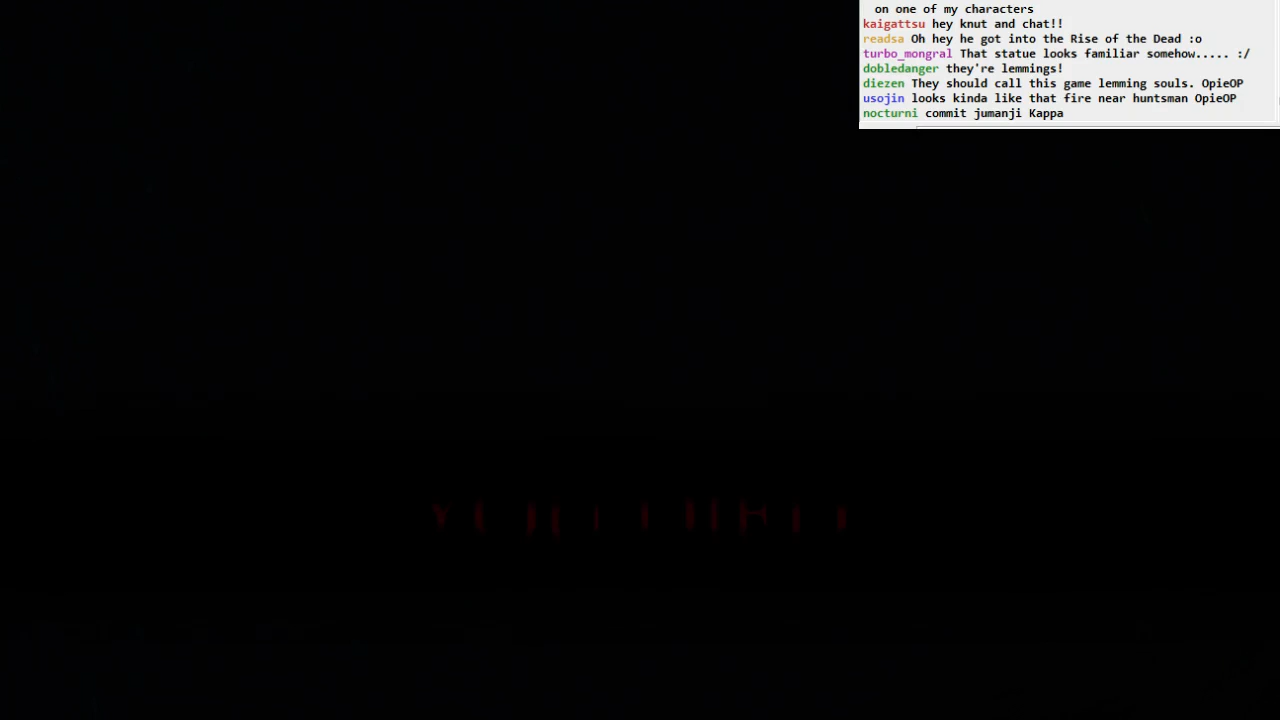 on one of my characters
kaigattsu hey knut and chat!!
readsa Oh hey he got into the Rise of the Dead :o
turbo_mongral That statue looks familiar somehow..... :/
dobledanger they're lemmings!
diezen They should call this game lemming souls. OpieOP
usojin looks kinda like that fire near huntsman OpieOP
nocturni commit jumanji Kappa